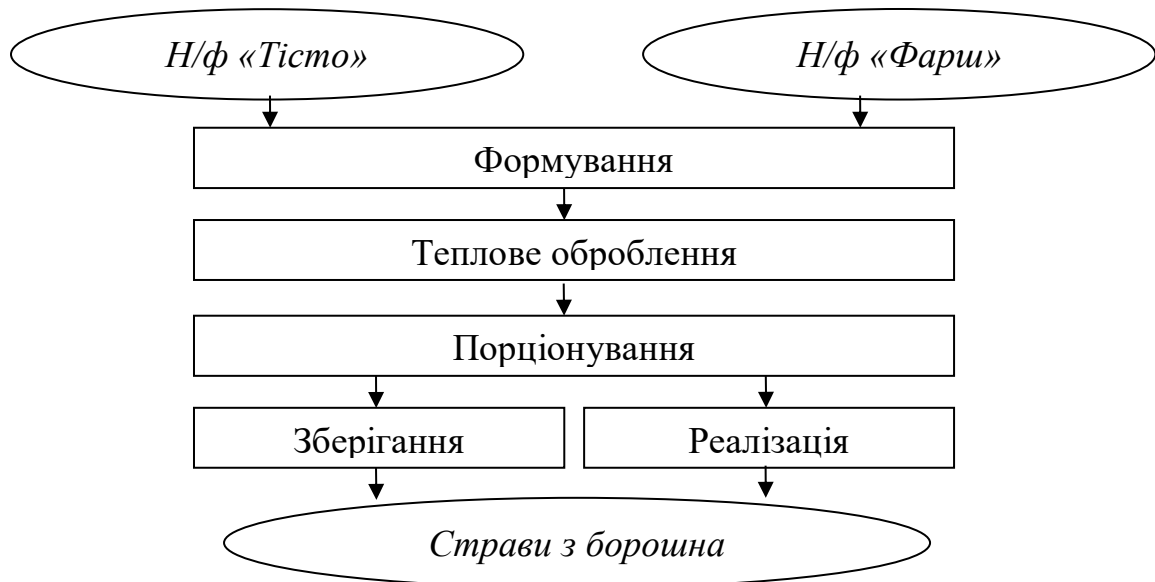 Н/ф «Тісто»
Н/ф «Фарш»
Формування
Теплове оброблення
Порціонування
Зберігання
Реалізація
Страви з борошна